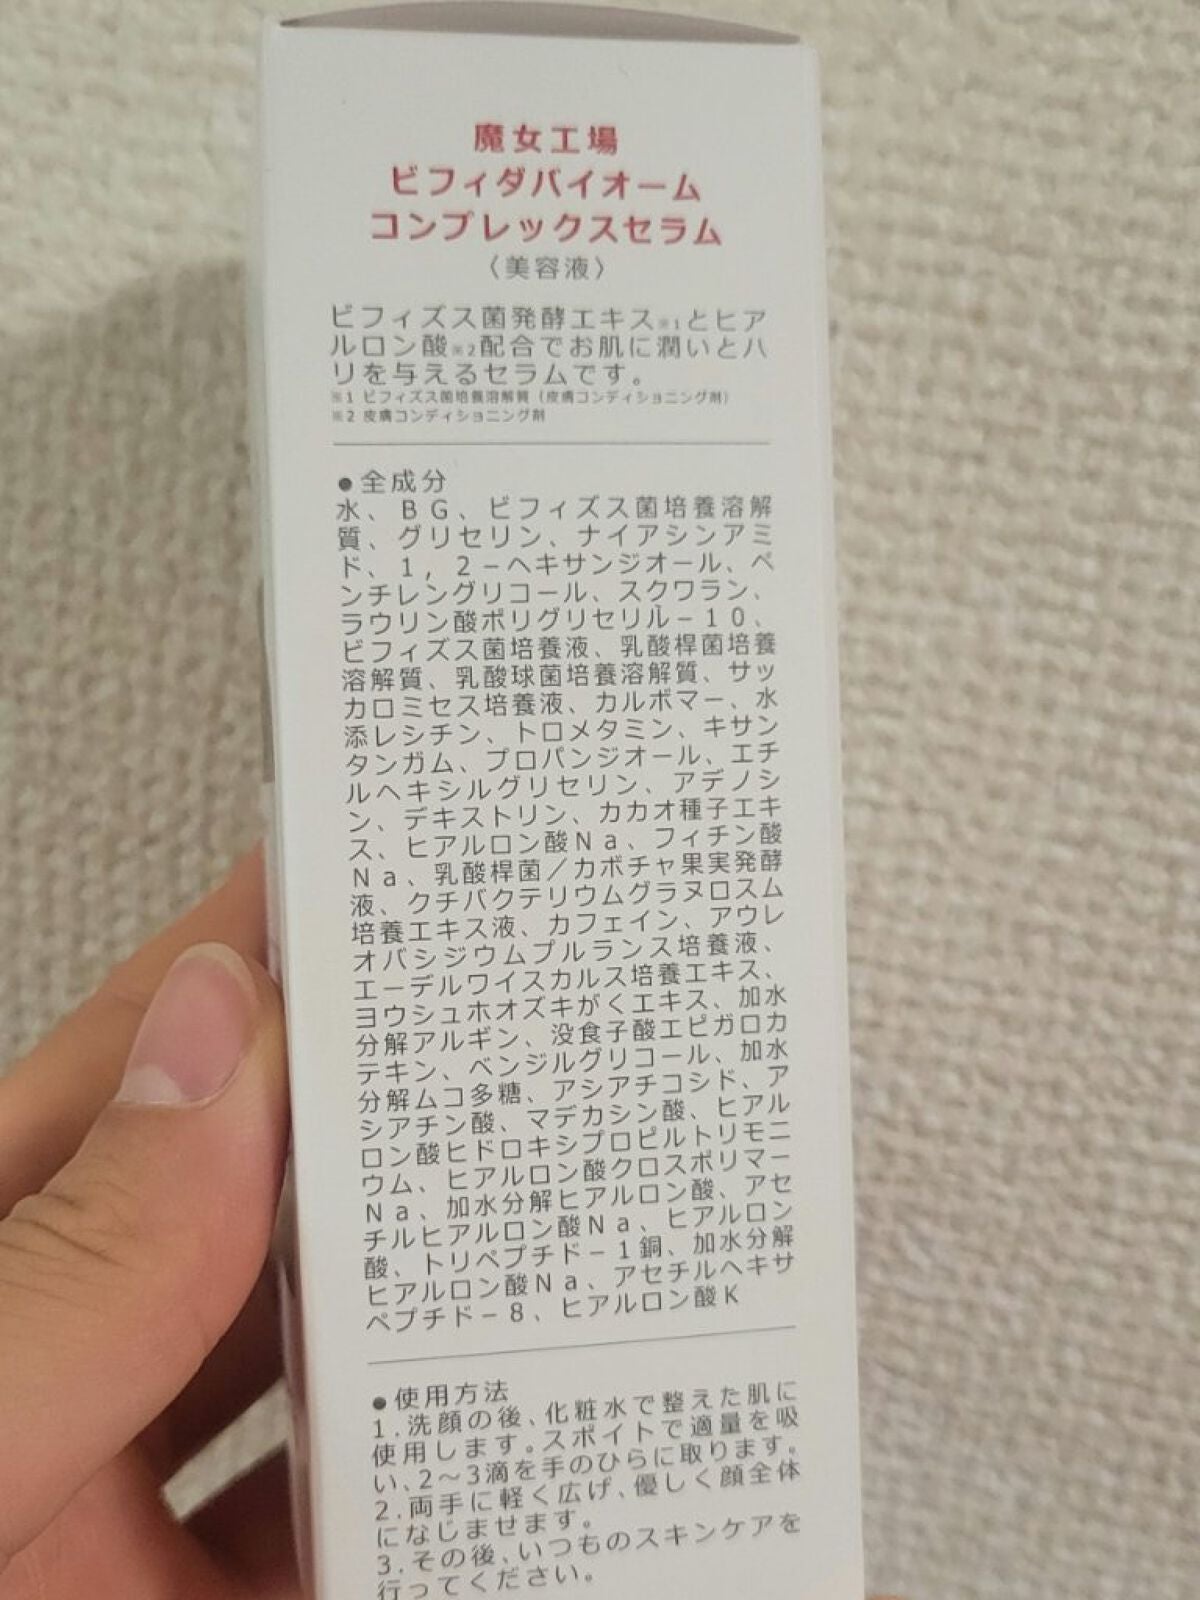 魔女工場
ビフィダバイオーム
コンプレックスセラム
〈美容液〉
ビフィズス菌発酵エキス※1とヒア
ルロン酸※2配合でお肌に潤いとハ
リを与えるセラムです。
※1 ビフィズス菌培養溶解質（皮膚コンディショニング剤）
※2 皮膚コンディショニング剤
●全成分
水、ＢＧ、ビフィズス菌培養溶解
質、グリセリン、ナイアシンアミ
ド、１，２－ヘキサンジオール、ペ
ンチレングリコール、スクワラン、
ラウリン酸ポリグリセリル－１０、
ビフィズス菌培養液、乳酸桿菌培養
溶解質、乳酸球菌培養溶解質、サッ
カロミセス培養液、カルボマー、水
添レシチン、トロメタミン、キサン
タンガム、プロパンジオール、エチ
ルヘキシルグリセリン、アデノシ
ン、デキストリン、カカオ種子エキ
ス、ヒアルロン酸Ｎａ、フィチン酸
Ｎａ、乳酸桿菌／カボチャ果実発酵
液、クチバクテリウムグラヌロスム
培養エキス液、カフェイン、アウレ
オバシジウムプルランス培養液、
エーデルワイスカルス培養エキス、
ヨウシュホオズキがくエキス、加水
分解アルギン、没食子酸エピガロカ
テキン、ベンジルグリコール、加水
分解ムコ多糖、アシアチコシド、ア
シアチン酸、マデカシン酸、ヒアル
ロン酸ヒドロキシプロピルトリモニ
ウム、ヒアルロン酸クロスポリマー
Ｎａ、加水分解ヒアルロン酸、アセ
チルヒアルロン酸Ｎａ、ヒアルロン
酸、トリペプチド－１銅、加水分解
ヒアルロン酸Ｎａ、アセチルヘキサ
ペプチド－８、ヒアルロン酸Ｋ
●使用方法
1.洗顔の後、化粧水で整えた肌に
使用します。スポイトで適量を吸
い、2～3滴を手のひらに取ります。
2.両手に軽く広げ、優しく顔全体
になじませます。
3.その後、いつものスキンケアを
行ってください。